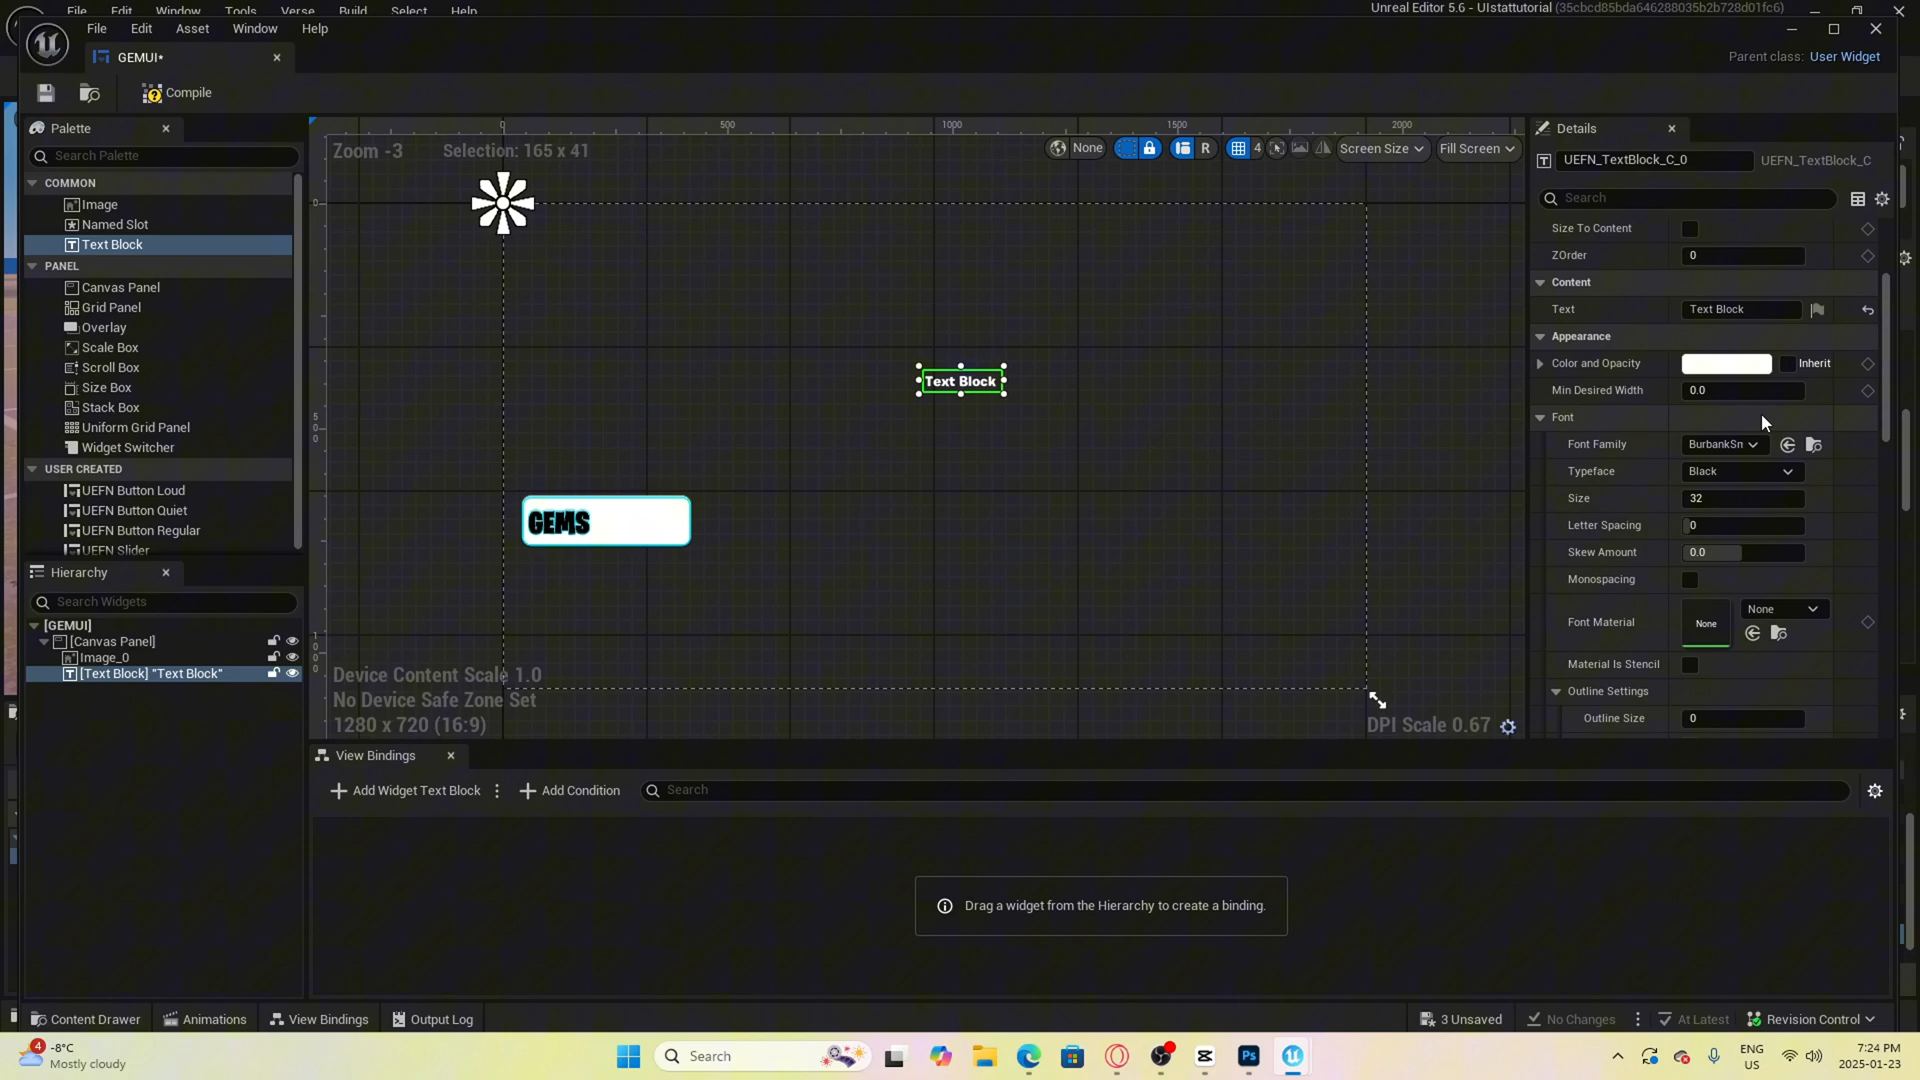 File Edit Window Tools Verse Build Select Help
Unreal Editor 5.6 - UIstattutorial (35cbcd85bda646288035b2b728d01fc6)
File Edit Asset Window Help
GEMUI*
Parent class: User Widget
Compile
Palette
Search Palette
COMMON
Image
Named Slot
Text Block
PANEL
Canvas Panel
Grid Panel
Overlay
Scale Box
Scroll Box
Size Box
Stack Box
Uniform Grid Panel
Widget Switcher
USER CREATED
UEFN Button Loud
UEFN Button Quiet
UEFN Button Regular
UEFN Slider
Hierarchy
Search Widgets
[GEMUI]
[Canvas Panel]
Image_0
[Text Block] "Text Block"
0 500 1000 1500 2000
Zoom -3
Selection: 165 x 41
None
R
4
Screen Size
Fill Screen
0
5
0
0
1
0
0
0
Text Block
GEMS
Device Content Scale 1.0
No Device Safe Zone Set
1280 x 720 (16:9)
DPI Scale 0.67
View Bindings
Add Widget Text Block
Add Condition
Search
Drag a widget from the Hierarchy to create a binding.
Details
UEFN_TextBlock_C_0
UEFN_TextBlock_C
Search
Size To Content
ZOrder 0
Content
Text Text Block
Appearance
Color and Opacity Inherit
Min Desired Width 0.0
Font
Font Family BurbankSn
Typeface Black
Size 32
Letter Spacing 0
Skew Amount 0.0
Monospacing
Font Material None None
Material Is Stencil
Outline Settings
Outline Size 0
Content Drawer
Animations
View Bindings
Output Log
3 Unsaved
No Changes
At Latest
Revision Control
4
-8°C
Mostly cloudy
Search
Ps
ENG
US
7:24 PM
2025-01-23